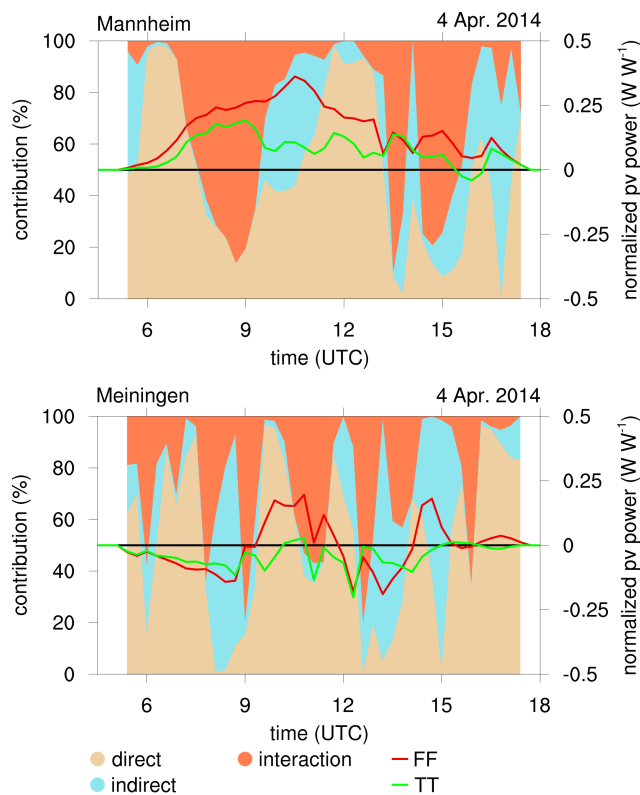 Mannheim 4 Apr. 2014
100 0.5
80 0.25
60 0
40 -0.25
20 -0.5
0
contribution (%)
normalized pv power (W W⁻¹)
6 9 12 15 18
time (UTC)
Meiningen 4 Apr. 2014
100 0.5
80 0.25
60 0
40 -0.25
20 -0.5
0
contribution (%)
normalized pv power (W W⁻¹)
6 9 12 15 18
time (UTC)
direct interaction FF
indirect TT